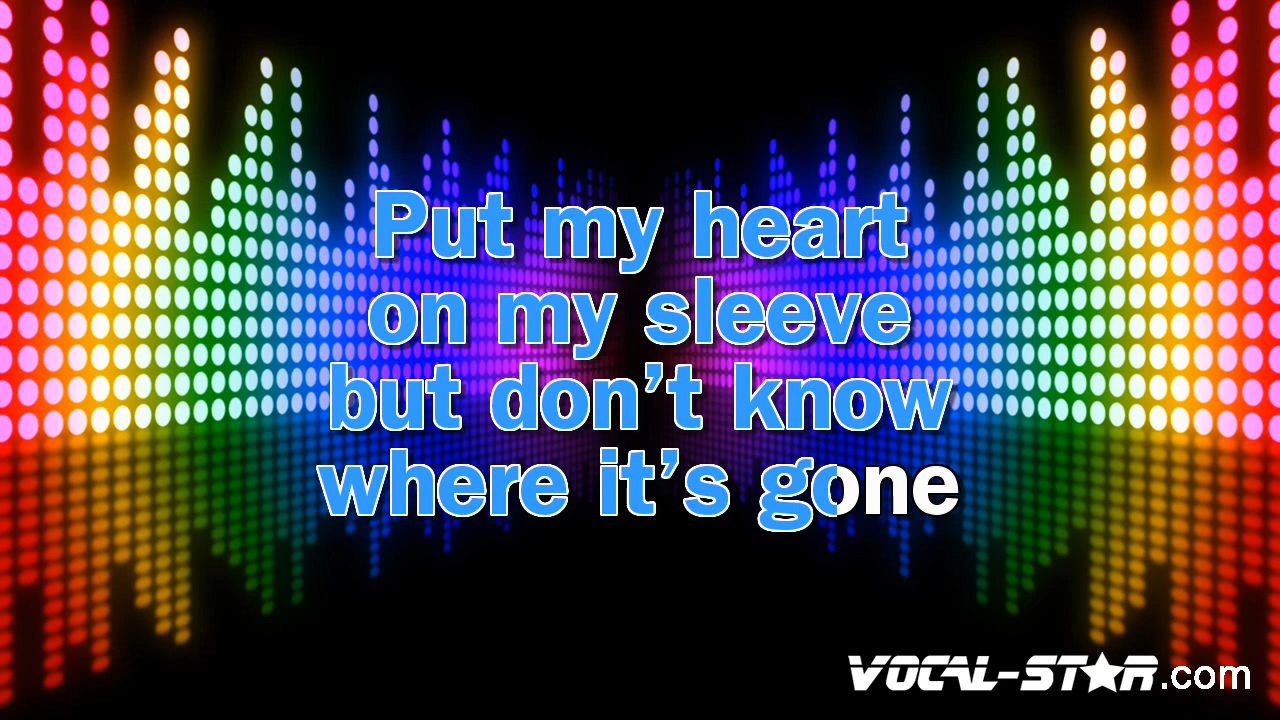 Put my heart
on my sleeve
but don’t know
where it’s gone
VOCAL-STAR.com